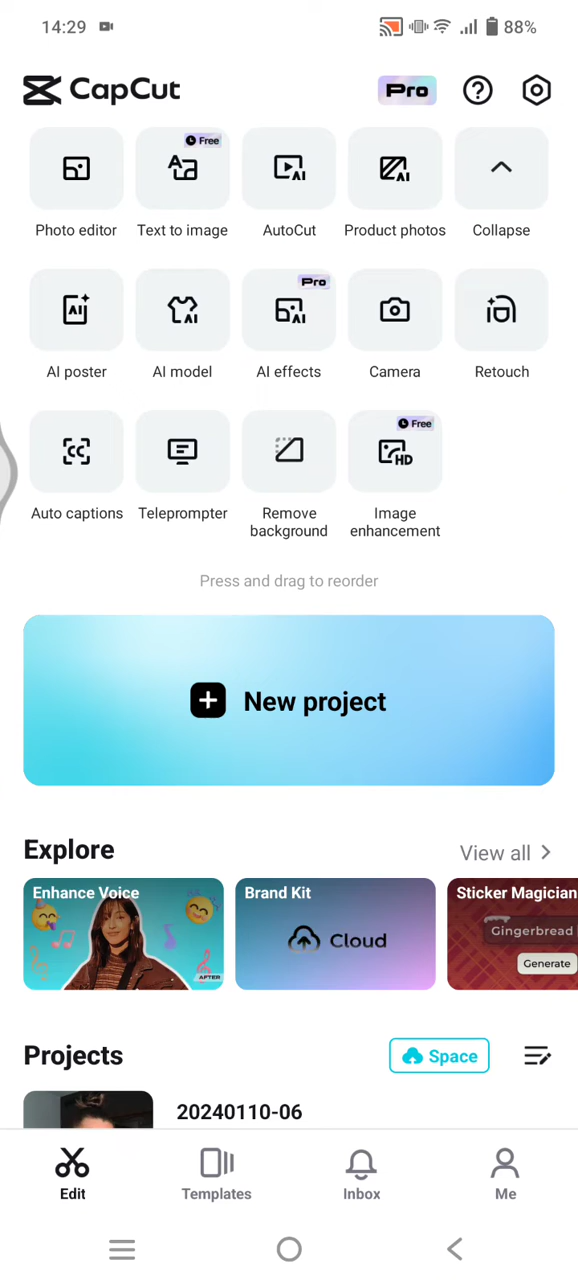 14:29
88%
CapCut
Pro
Free
Photo editor
Text to image
AutoCut
Product photos
Collapse
Pro
AI poster
AI model
AI effects
Camera
Retouch
Free
Auto captions
Teleprompter
Remove
background
Image
enhancement
Press and drag to reorder
New project
Explore
View all
Enhance Voice
AFTER
Brand Kit
Cloud
Sticker Magician
Gingerbread
Generate
Projects
Space
20240110-06
Edit
Templates
Inbox
Me